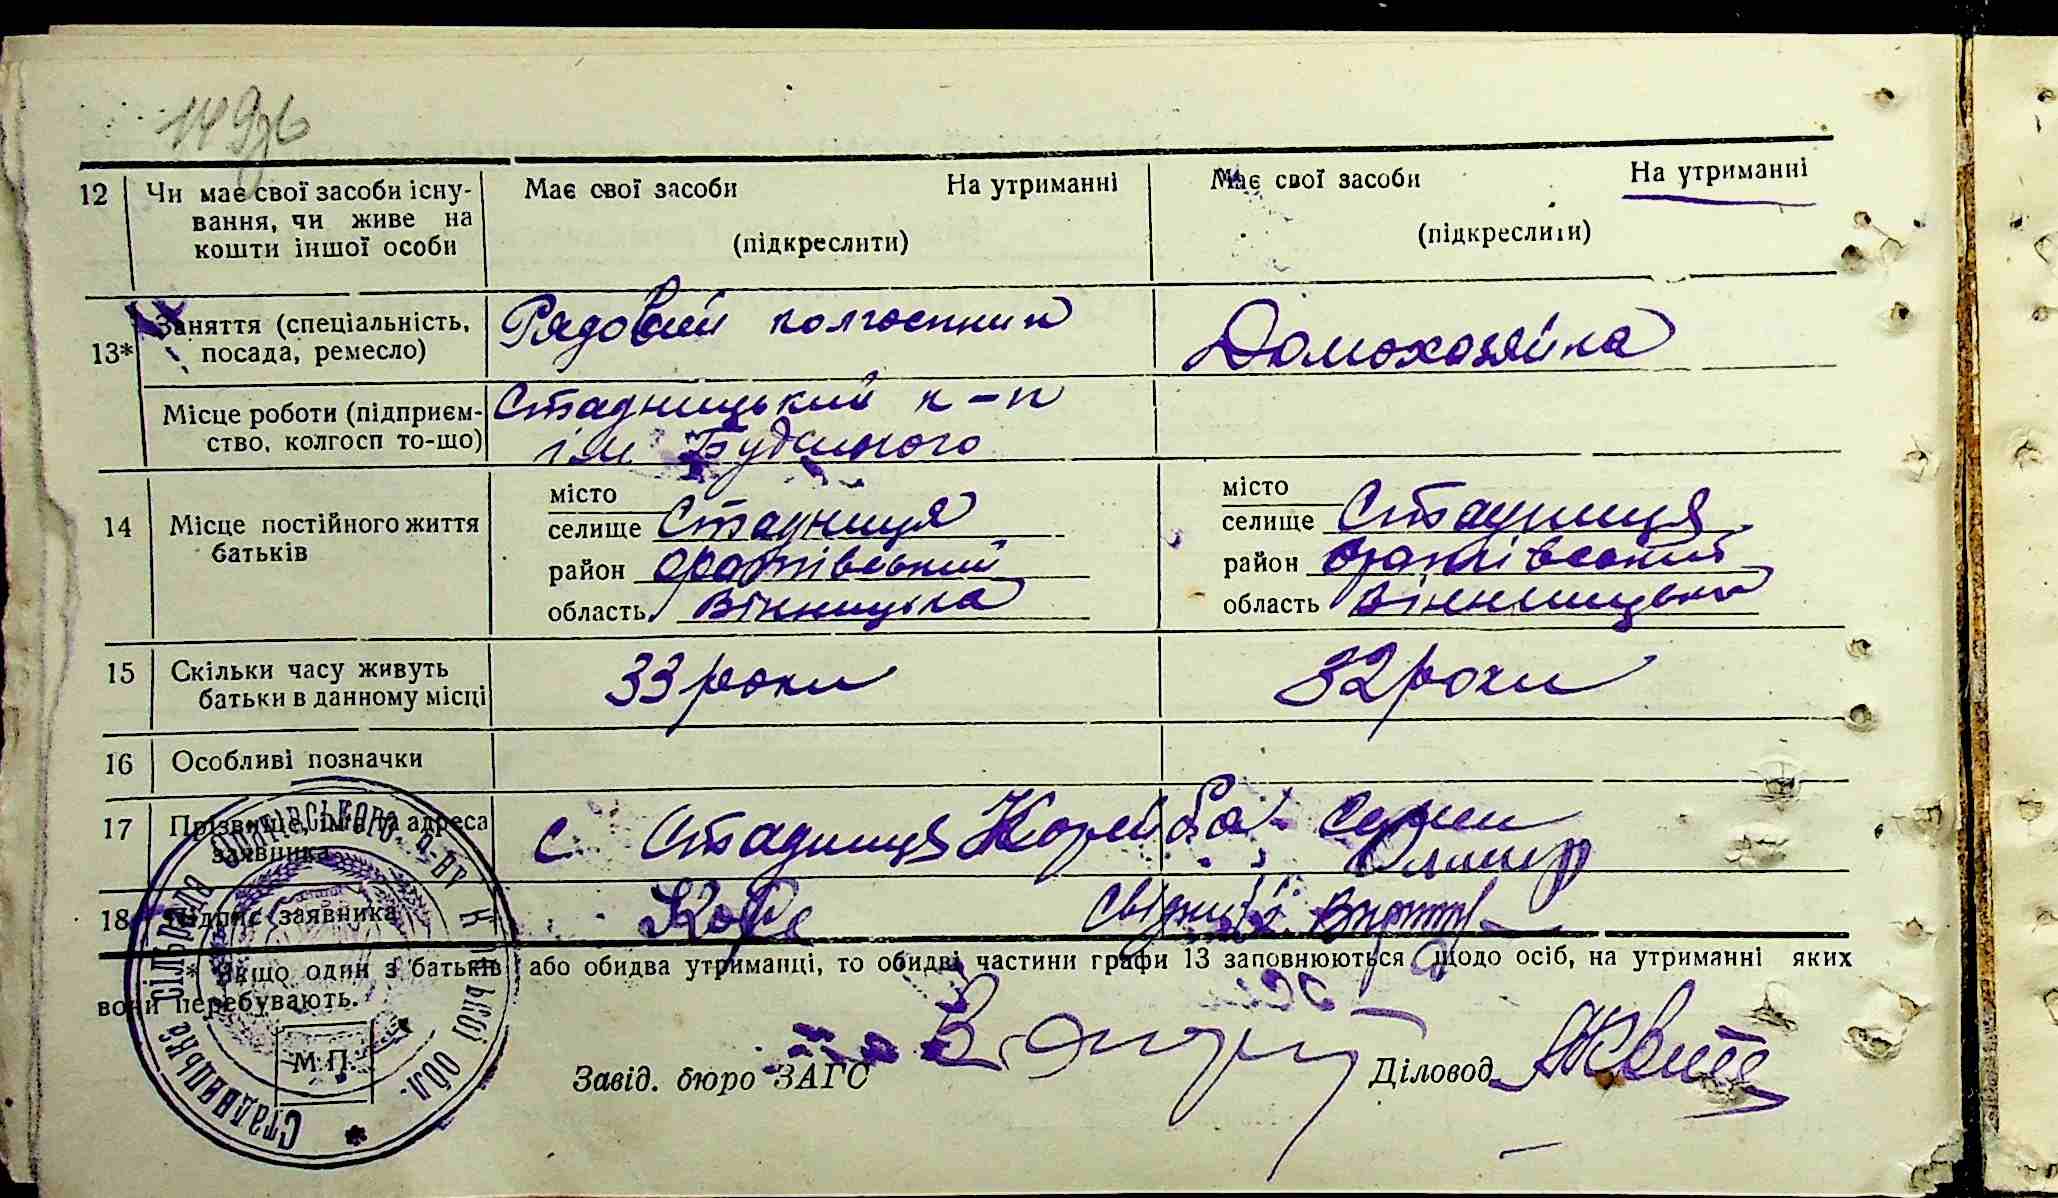 12 Чи має свої засоби існу- Має свої засоби На утриманні Має свої засоби На утриманні
вання, чи живе на
кошти іншої особи (підкреслити) (підкреслити)
13* Заняття (спеціальність, Рядовий колгоспник Домохазяйка
посада, ремесло)
Місце роботи (підприєм- Стадницький к-п
ство, колгосп то-що) ім Будьоного
14 Місце постійного життя місто місто
батьків селище Стадниця селище Стадниця
район Оратівський район Оратівський
область Вінницька область Вінницька
15 Скільки часу живуть 33 роки 32 роки
батьки в данному місці
16 Особливі позначки
17 Прізвище, ім'я та адреса с Стадниця
заявника
18 Підпис заявника
* Якщо один з батьків або обидва утриманці, то обидві частини графи 13 заповнюються щодо осіб, на утриманні яких
вони перебувають.
М.П.
Завід. бюро ЗАГС Діловод